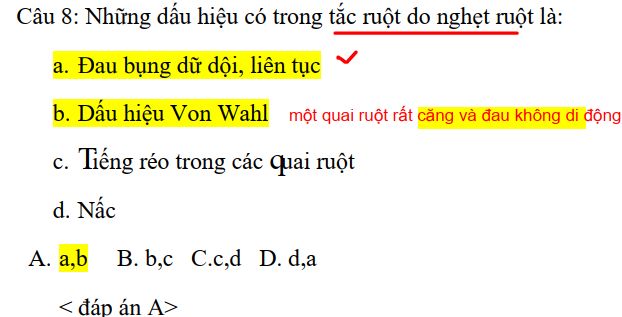 Câu 8: Những dấu hiệu có trong tắc ruột do nghẹt ruột là:
a. Đau bụng dữ dội, liên tục
b. Dấu hiệu Von Wahl một quai ruột rất căng và đau không di động
c. Tiếng réo trong các quai ruột
d. Nấc
A. a,b B. b,c C.c,d D. d,a
< đáp án A>